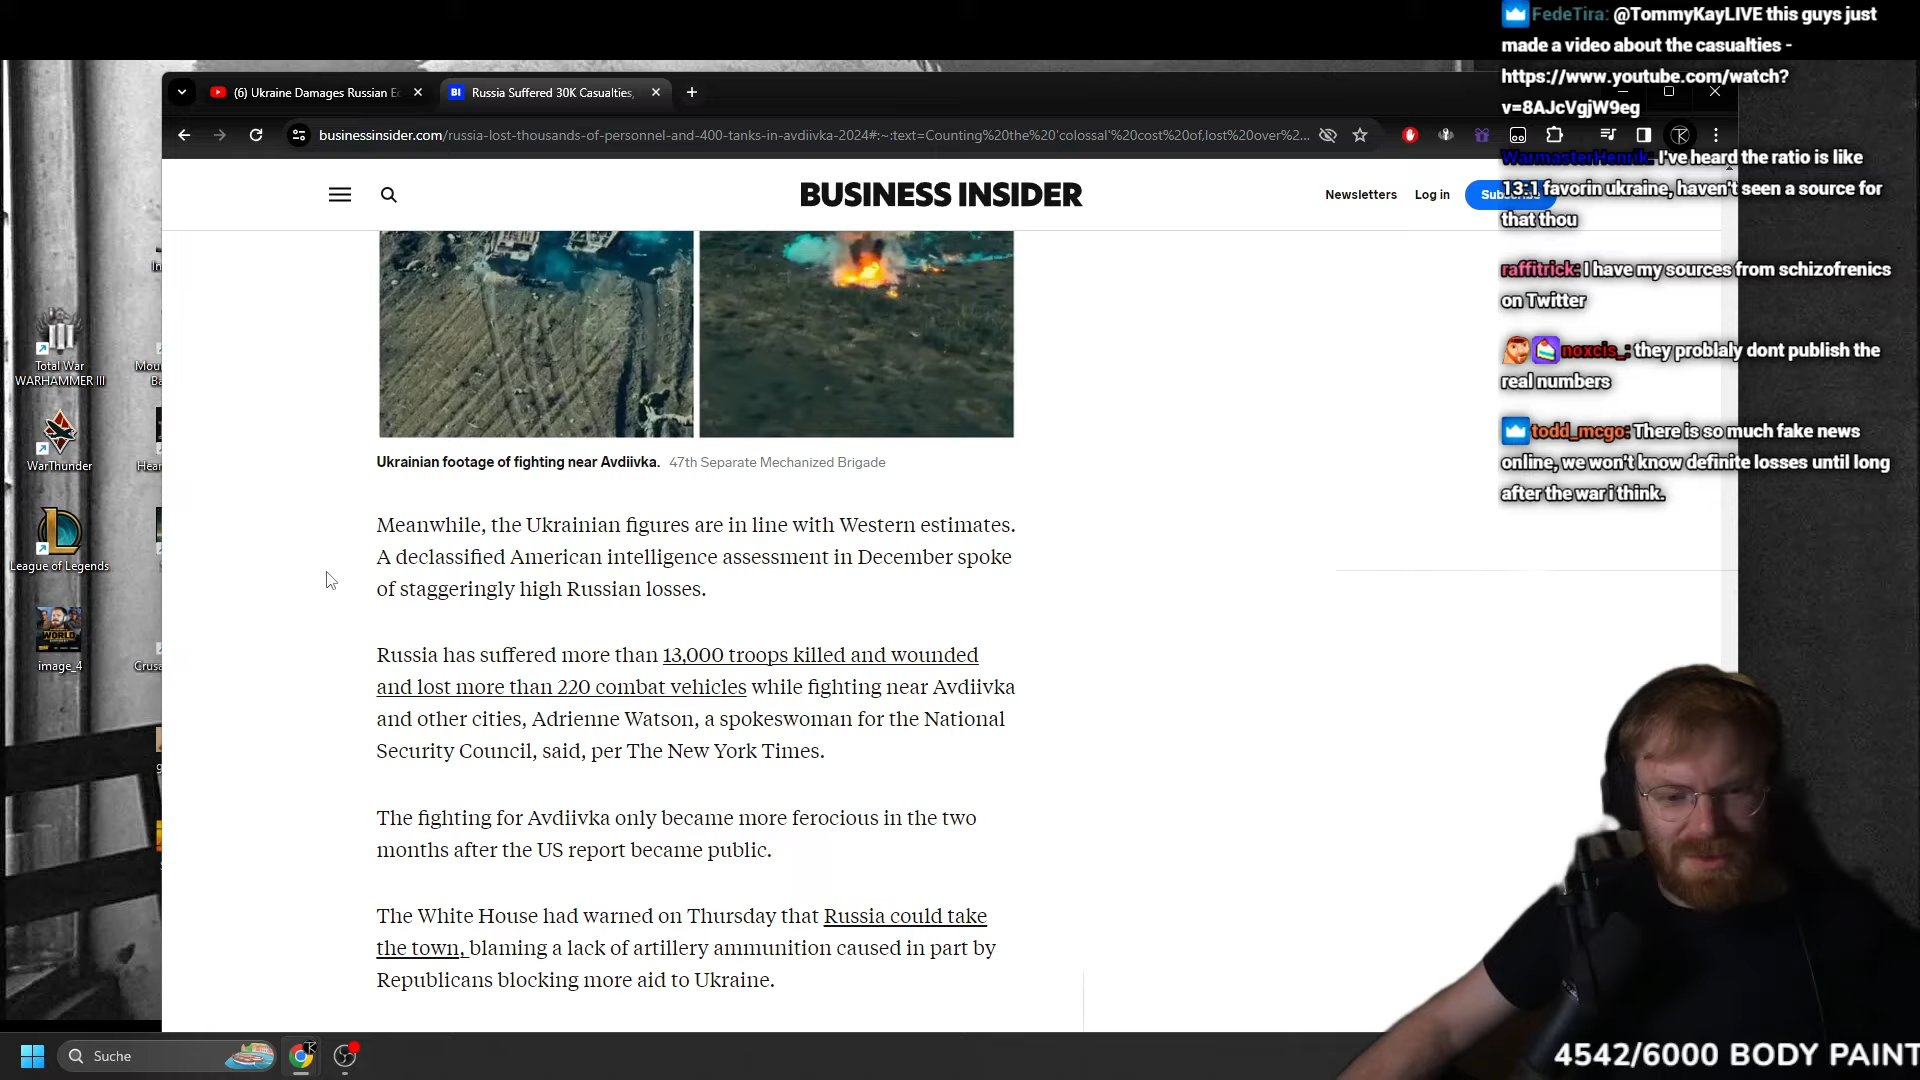 FedeTira: @TommyKayLIVE this guys just
made a video about the casualties -
https://www.youtube.com/watch?
v=8AJcVgjW9eg
(6) Ukraine Damages Russian Ec
BI Russia Suffered 30K Casualties,
businessinsider.com/russia-lost-thousands-of-personnel-and-400-tanks-in-avdiivka-2024#:~:text=Counting%20the%20'colossal'%20cost%20of,lost%20over%2...
WarmasterHenrik: I've heard the ratio is like
13:1 favorin ukraine, haven't seen a source for
that thou
BUSINESS INSIDER
Newsletters
Log in
raffitrick: I have my sources from schizofrenics
on Twitter
noxcis_: they problaly dont publish the
real numbers
todd_mcgo: There is so much fake news
online, we won't know definite losses until long
after the war i think.
Total War
WARHAMMER III
WarThunder
League of Legends
WORLD
image_4
Ukrainian footage of fighting near Avdiivka. 47th Separate Mechanized Brigade
Meanwhile, the Ukrainian figures are in line with Western estimates.
A declassified American intelligence assessment in December spoke
of staggeringly high Russian losses.
Russia has suffered more than 13,000 troops killed and wounded
and lost more than 220 combat vehicles while fighting near Avdiivka
and other cities, Adrienne Watson, a spokeswoman for the National
Security Council, said, per The New York Times.
The fighting for Avdiivka only became more ferocious in the two
months after the US report became public.
The White House had warned on Thursday that Russia could take
the town, blaming a lack of artillery ammunition caused in part by
Republicans blocking more aid to Ukraine.
Suche
4542/6000 BODY PAINT